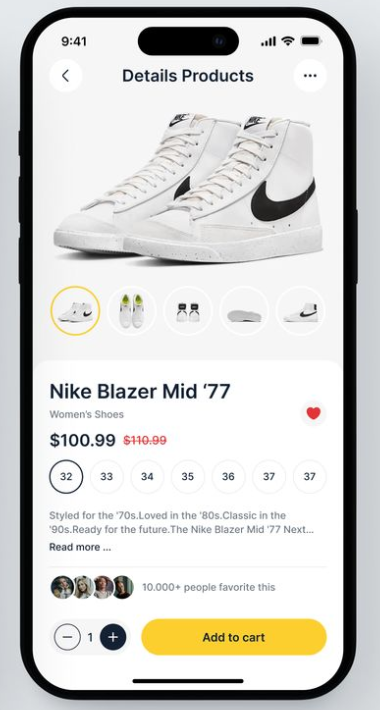 9:41
Details Products
Nike Blazer Mid ‘77
Women's Shoes
$100.99 $110.99
32 33 34 35 36 37 37
Styled for the '70s.Loved in the '80s.Classic in the
'90s.Ready for the future.The Nike Blazer Mid '77 Next...
Read more ...
10.000+ people favorite this
1
Add to cart